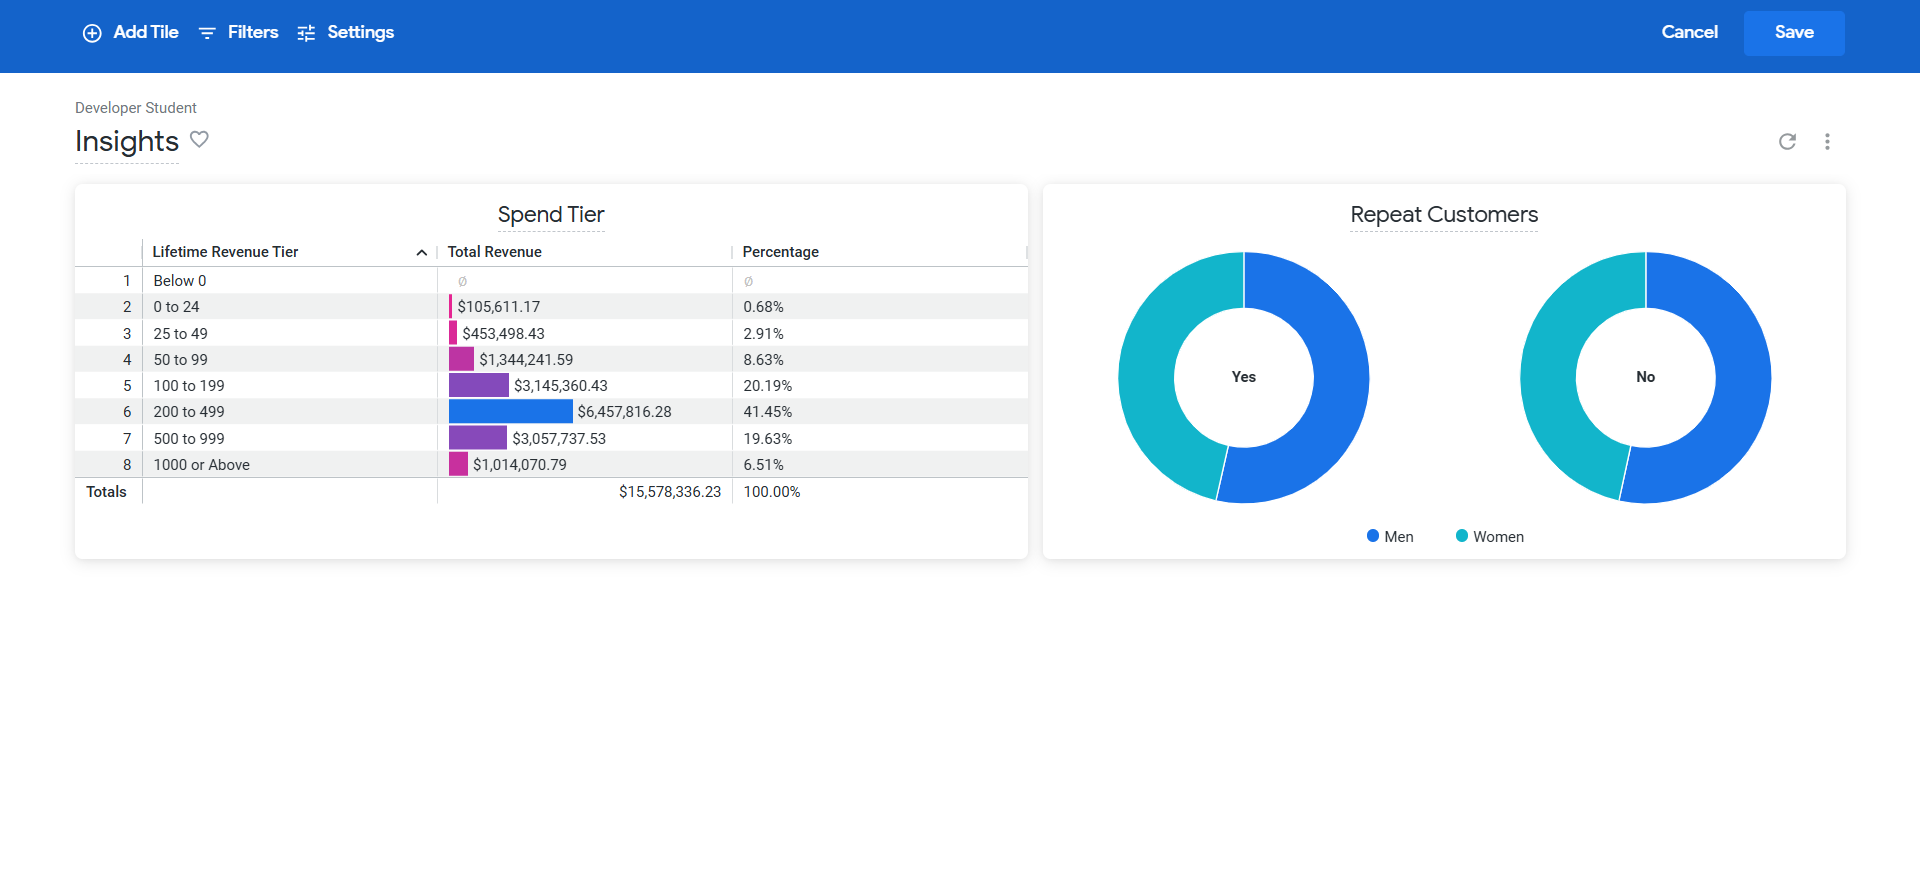 Add Tile Filters Settings Cancel Save
Developer Student
Insights
Spend Tier
Lifetime Revenue Tier Total Revenue Percentage
1 Below 0 ∅ ∅
2 0 to 24 $105,611.17 0.68%
3 25 to 49 $453,498.43 2.91%
4 50 to 99 $1,344,241.59 8.63%
5 100 to 199 $3,145,360.43 20.19%
6 200 to 499 $6,457,816.28 41.45%
7 500 to 999 $3,057,737.53 19.63%
8 1000 or Above $1,014,070.79 6.51%
Totals $15,578,336.23 100.00%
Repeat Customers
Yes No
Men Women